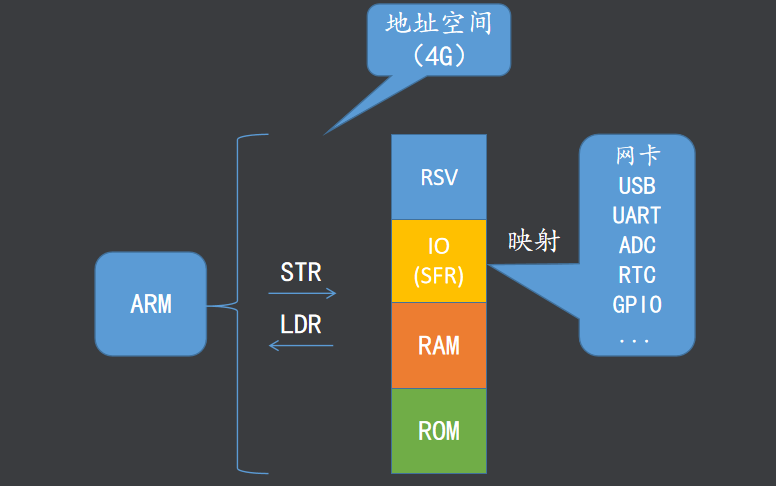 地址空间
（4G）
RSV
IO
(SFR)
RAM
ROM
ARM
STR
LDR
映射
网卡
USB
UART
ADC
RTC
GPIO
...